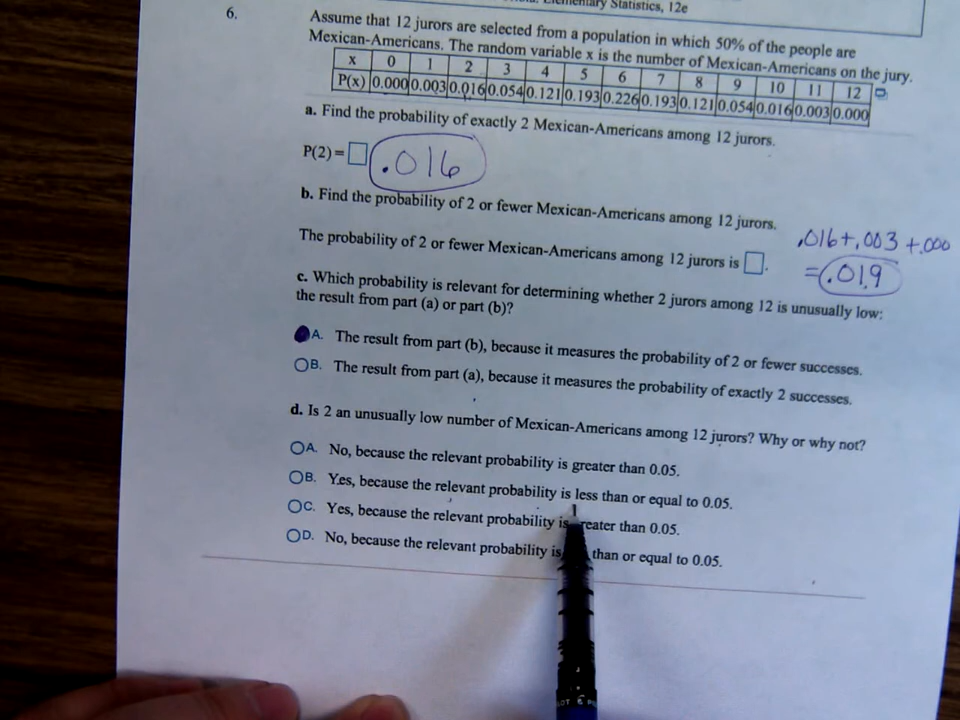 Elementary Statistics, 12e
6.
Assume that 12 jurors are selected from a population in which 50% of the people are
Mexican-Americans. The random variable x is the number of Mexican-Americans on the jury.
x 0 1 2 3 4 5 6 7 8 9 10 11 12
P(x) 0.000 0.003 0.016 0.054 0.121 0.193 0.226 0.193 0.121 0.054 0.016 0.003 0.000
a. Find the probability of exactly 2 Mexican-Americans among 12 jurors.
P(2) = .016
b. Find the probability of 2 or fewer Mexican-Americans among 12 jurors.
The probability of 2 or fewer Mexican-Americans among 12 jurors is .
.016+.003+.000
=.019
c. Which probability is relevant for determining whether 2 jurors among 12 is unusually low:
the result from part (a) or part (b)?
A. The result from part (b), because it measures the probability of 2 or fewer successes.
B. The result from part (a), because it measures the probability of exactly 2 successes.
d. Is 2 an unusually low number of Mexican-Americans among 12 jurors? Why or why not?
A. No, because the relevant probability is greater than 0.05.
B. Yes, because the relevant probability is less than or equal to 0.05.
C. Yes, because the relevant probability is reater than 0.05.
D. No, because the relevant probability is than or equal to 0.05.